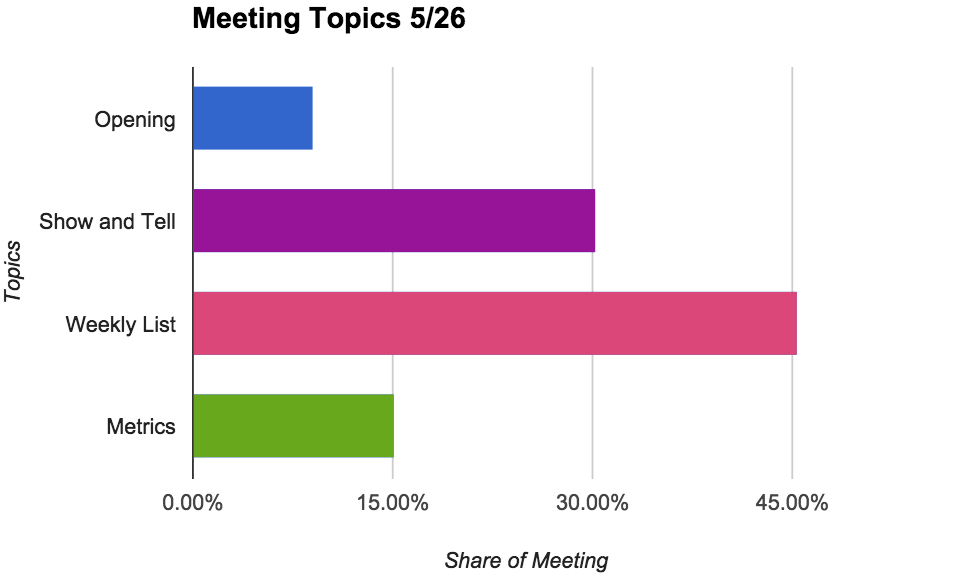 Meeting Topics 5/26
Topics
Opening
Show and Tell
Weekly List
Metrics
0.00% 15.00% 30.00% 45.00%
Share of Meeting